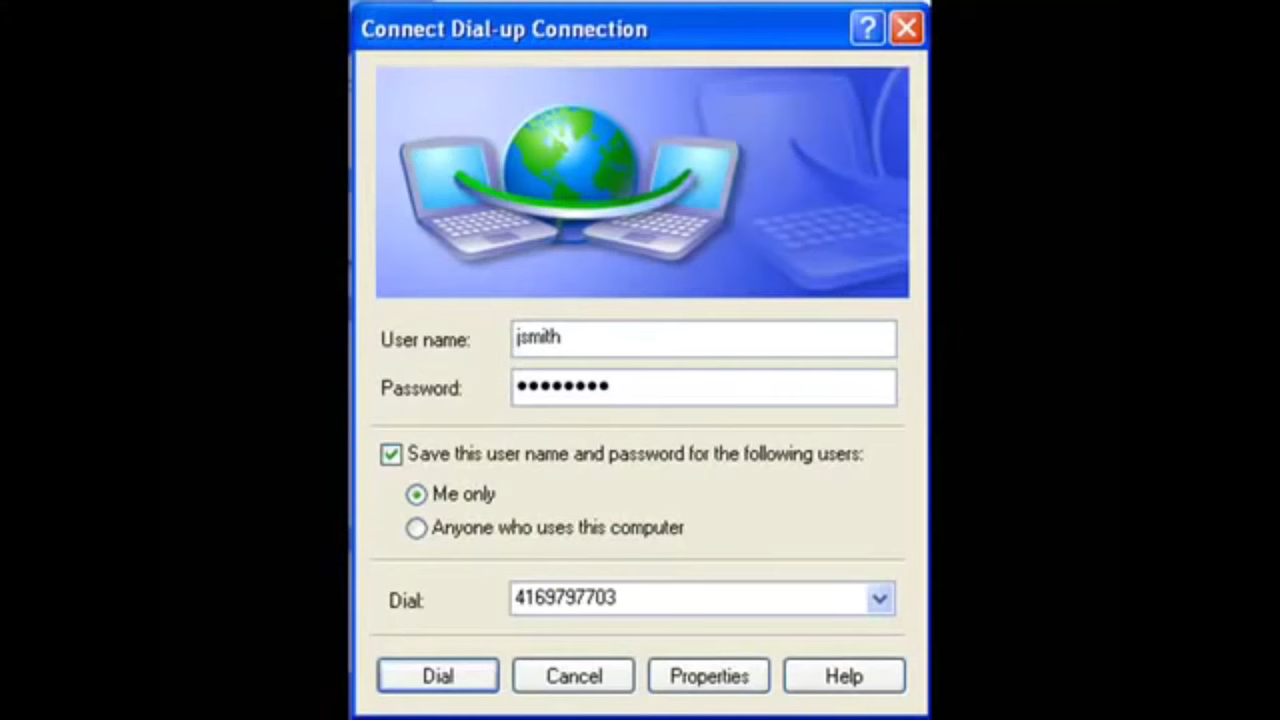 Connect Dial-up Connection
User name: jsmith
Password: ••••••••
Save this user name and password for the following users:
Me only
Anyone who uses this computer
Dial: 4169797703
Dial Cancel Properties Help